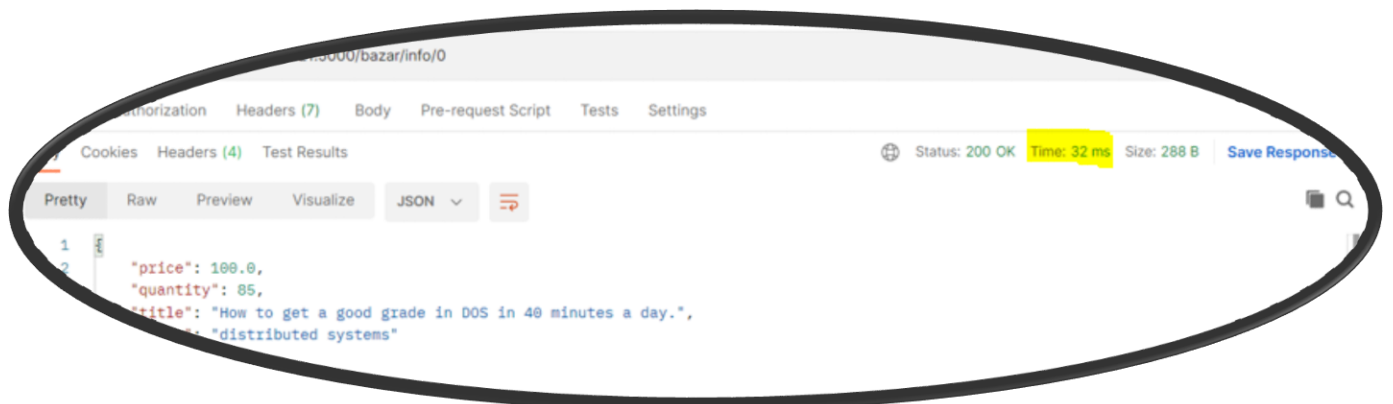 /bazar/info/0
Headers (7) Body Pre-request Script Tests Settings
Cookies Headers (4) Test Results Status: 200 OK Time: 32 ms Size: 288 B Save Response
Pretty Raw Preview Visualize JSON
1 {
2 "price": 100.0,
"quantity": 85,
"title": "How to get a good grade in DOS in 40 minutes a day.",
"distributed systems"